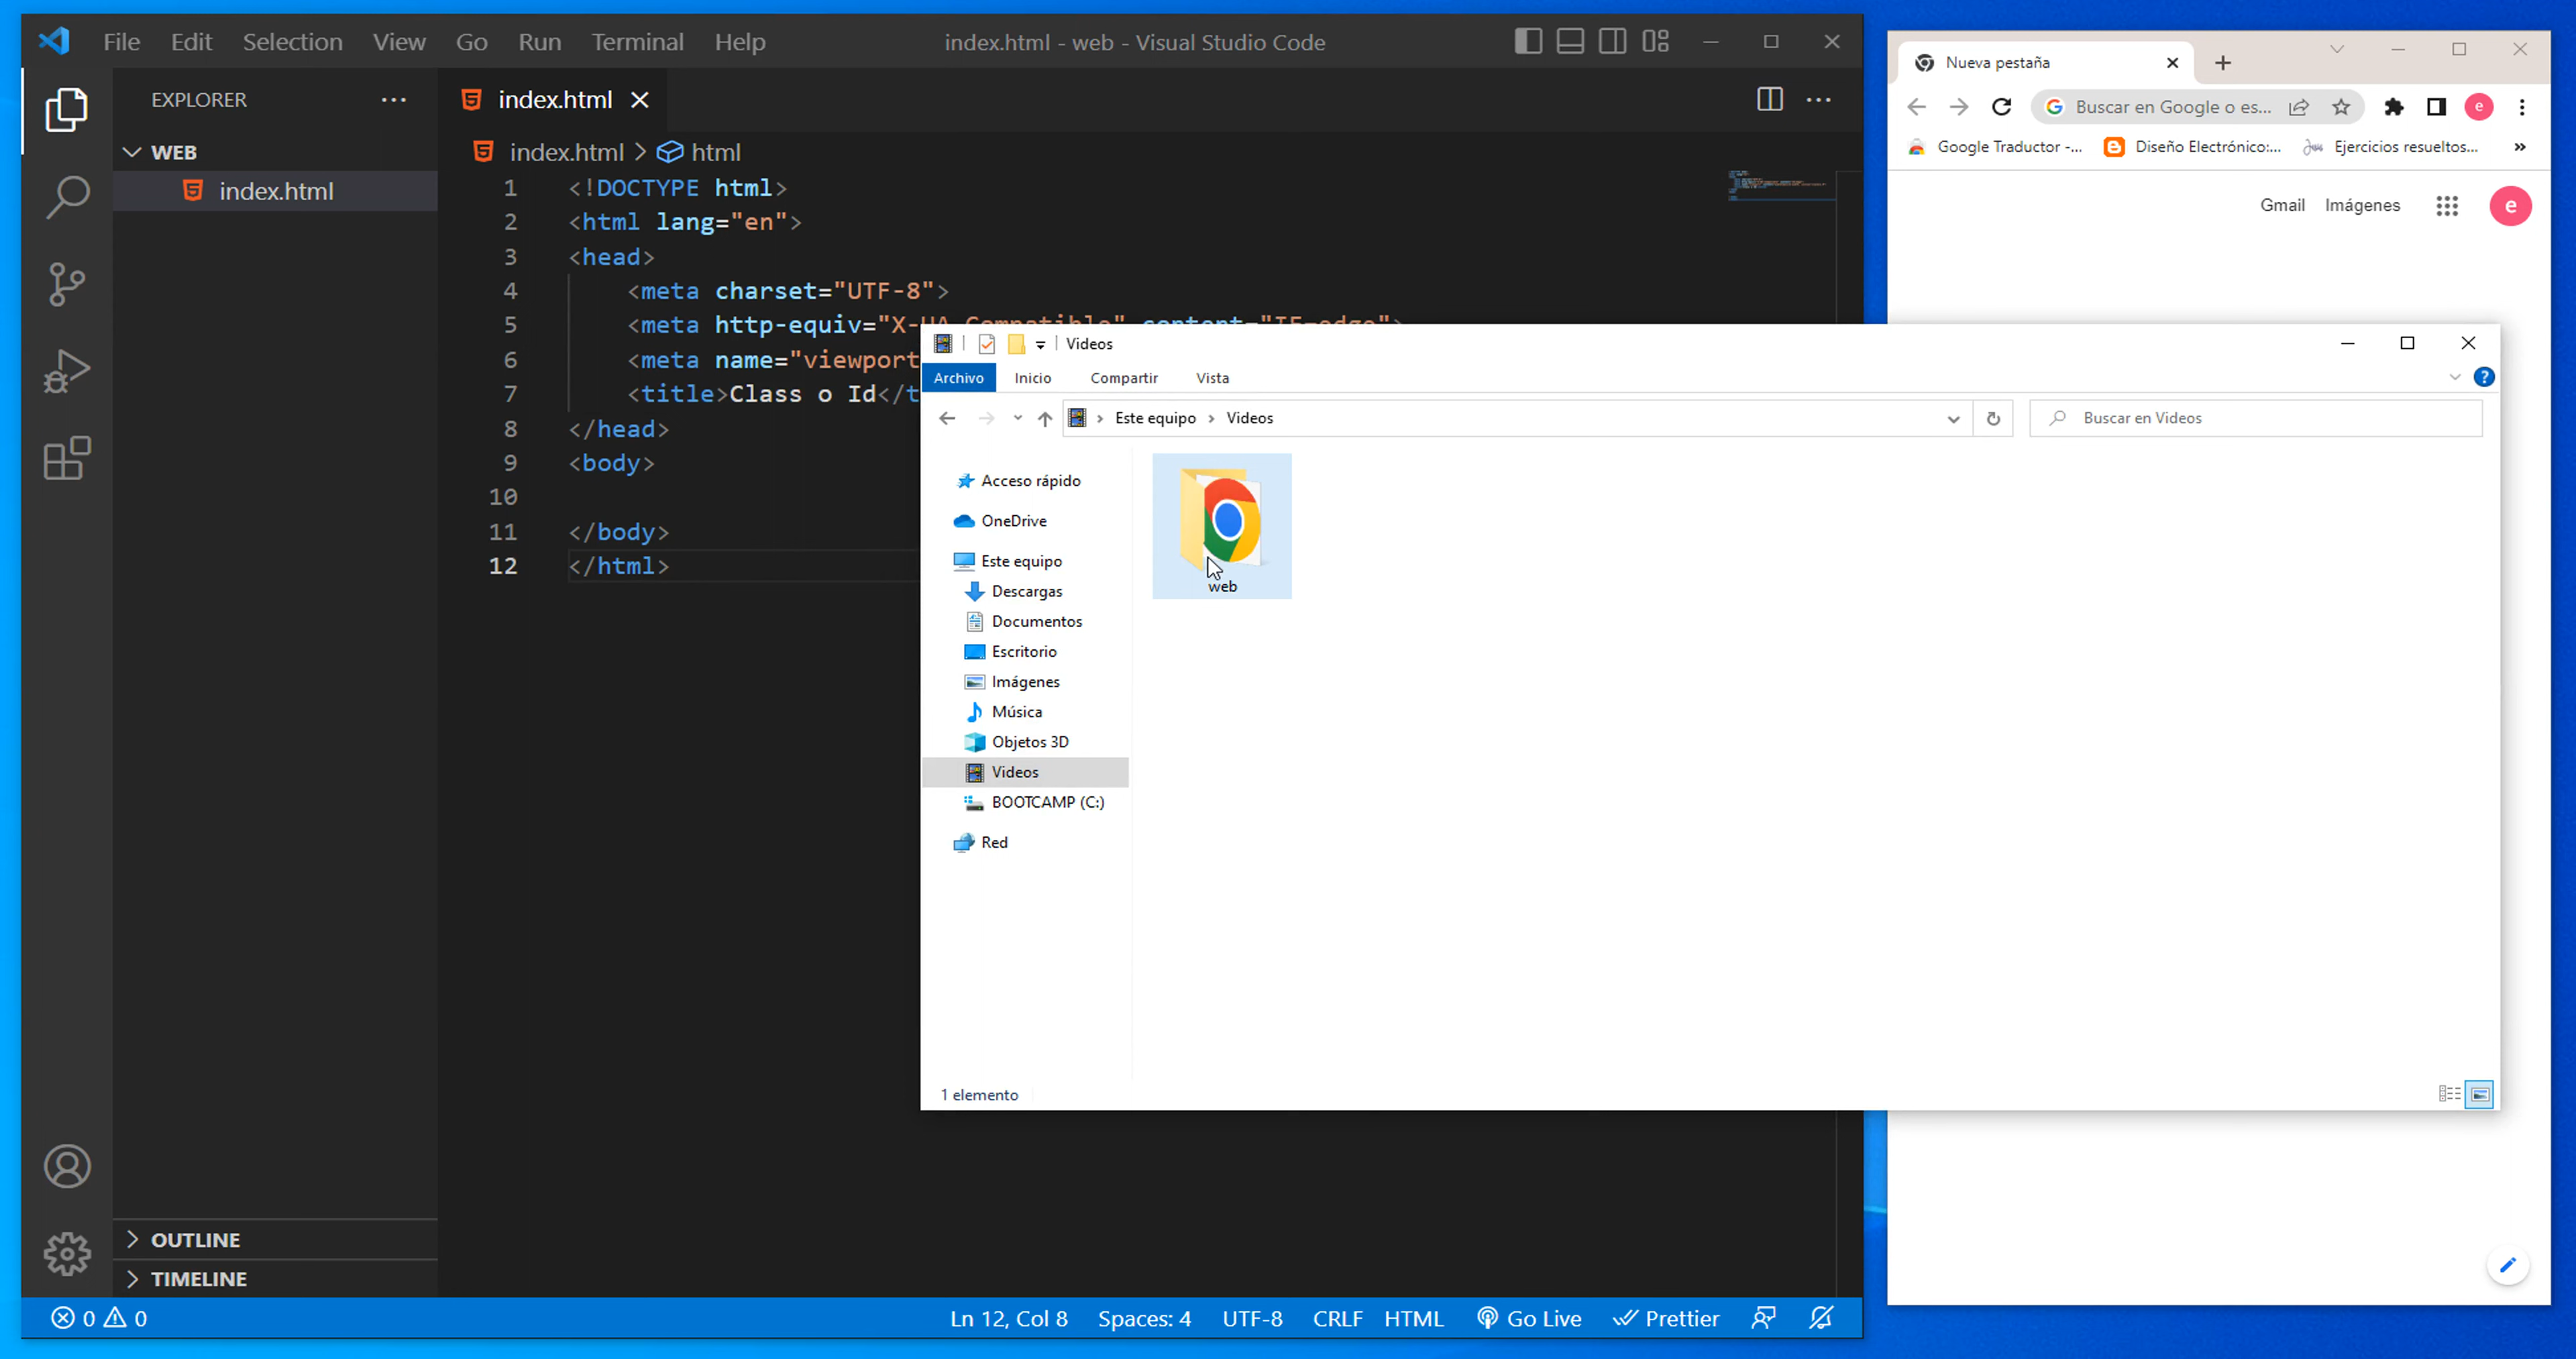 File Edit Selection View Go Run Terminal Help
index.html - web - Visual Studio Code
EXPLORER
WEB
index.html
OUTLINE
TIMELINE
index.html
index.html > html
1 <!DOCTYPE html>
2 <html lang="en">
3 <head>
4 <meta charset="UTF-8">
5 <meta http-equiv="X-UA-Compatible" content="IE=edge">
6 <meta name="viewport
7 <title>Class o Id</t
8 </head>
9 <body>
10
11 </body>
12 </html>
0 0
Ln 12, Col 8 Spaces: 4 UTF-8 CRLF HTML Go Live Prettier
Nueva pestaña
Buscar en Google o es...
e
Google Traductor -... Diseño Electrónico:... Ejercicios resueltos... »
Gmail Imágenes
e
Videos
Archivo Inicio Compartir Vista
Este equipo > Videos
Buscar en Videos
Acceso rápido
OneDrive
Este equipo
Descargas
Documentos
Escritorio
Imágenes
Música
Objetos 3D
Videos
BOOTCAMP (C:)
Red
web
1 elemento